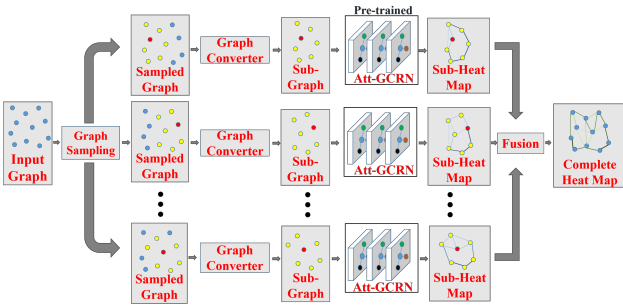 Pre-trained
Sampled
Graph
Graph
Converter
Sub-
Graph
Att-GCRN
Sub-Heat
Map
Input
Graph
Graph
Sampling
Sampled
Graph
Graph
Converter
Sub-
Graph
Att-GCRN
Sub-Heat
Map
Fusion
Complete
Heat Map
Sampled
Graph
Graph
Converter
Sub-
Graph
Att-GCRN
Sub-Heat
Map